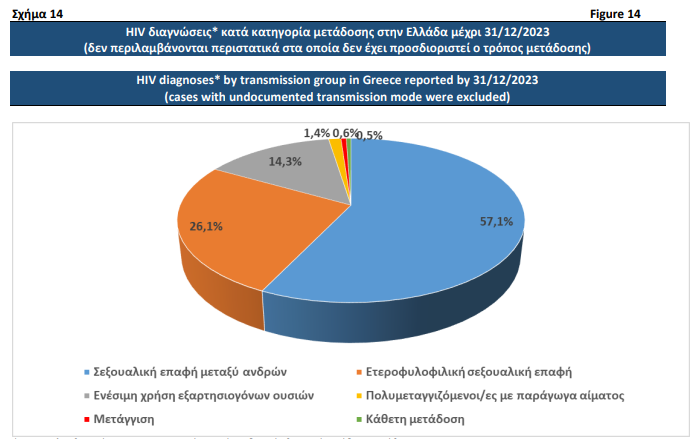 Σχήμα 14
Figure 14
HIV διαγνώσεις* κατά κατηγορία μετάδοσης στην Ελλάδα μέχρι 31/12/2023
(δεν περιλαμβάνονται περιστατικά στα οποία δεν έχει προσδιοριστεί ο τρόπος μετάδοσης)
HIV diagnoses* by transmission group in Greece reported by 31/12/2023
(cases with undocumented transmission mode were excluded)
1,4% 0,6% 0,5%
14,3%
57,1%
26,1%
Σεξουαλική επαφή μεταξύ ανδρών
Ετεροφυλοφιλική σεξουαλική επαφή
Ενέσιμη χρήση εξαρτησιογόνων ουσιών
Πολυμεταγγιζόμενοι/ες με παράγωγα αίματος
Μετάγγιση
Κάθετη μετάδοση